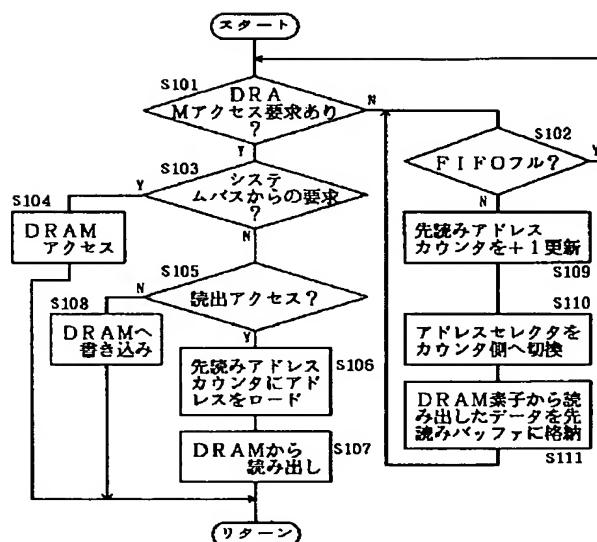 スタート
S101
DRA
Mアクセス要求あり
?
N
Y
S102
FIFOフル?
Y
N
S103
システ
ムバスからの要求
?
Y
N
S104
DRAM
アクセス
先読みアドレス
カウンタを+1更新
S109
S105
読出アクセス?
N
Y
S108
DRAMへ
書き込み
S110
アドレスセレクタを
カウンタ側へ切換
先読みアドレス
カウンタにアド
レスをロード
S106
DRAM素子から読
み出したデータを先
読みバッファに格納
S111
DRAMから
読み出し
S107
リターン